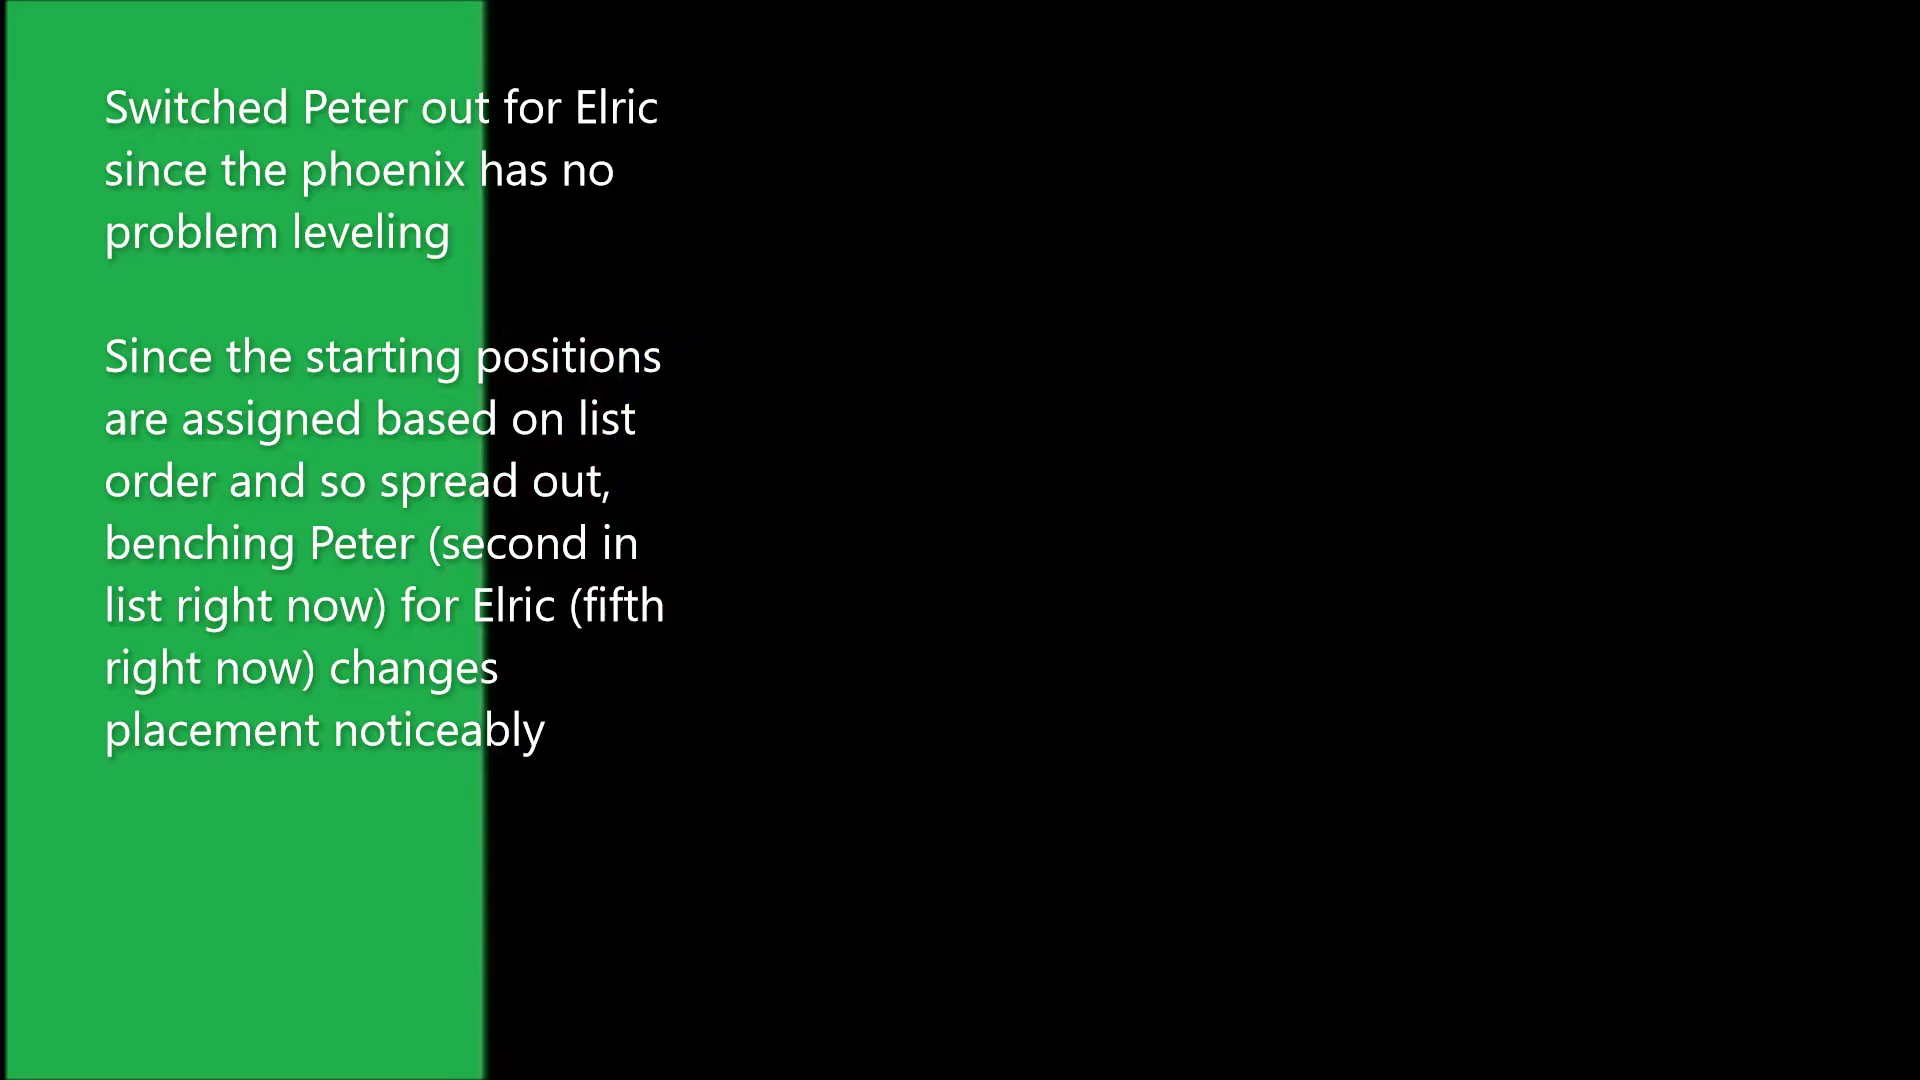 Switched Peter out for Elric
since the phoenix has no
problem leveling
Since the starting positions
are assigned based on list
order and so spread out,
benching Peter (second in
list right now) for Elric (fifth
right now) changes
placement noticeably